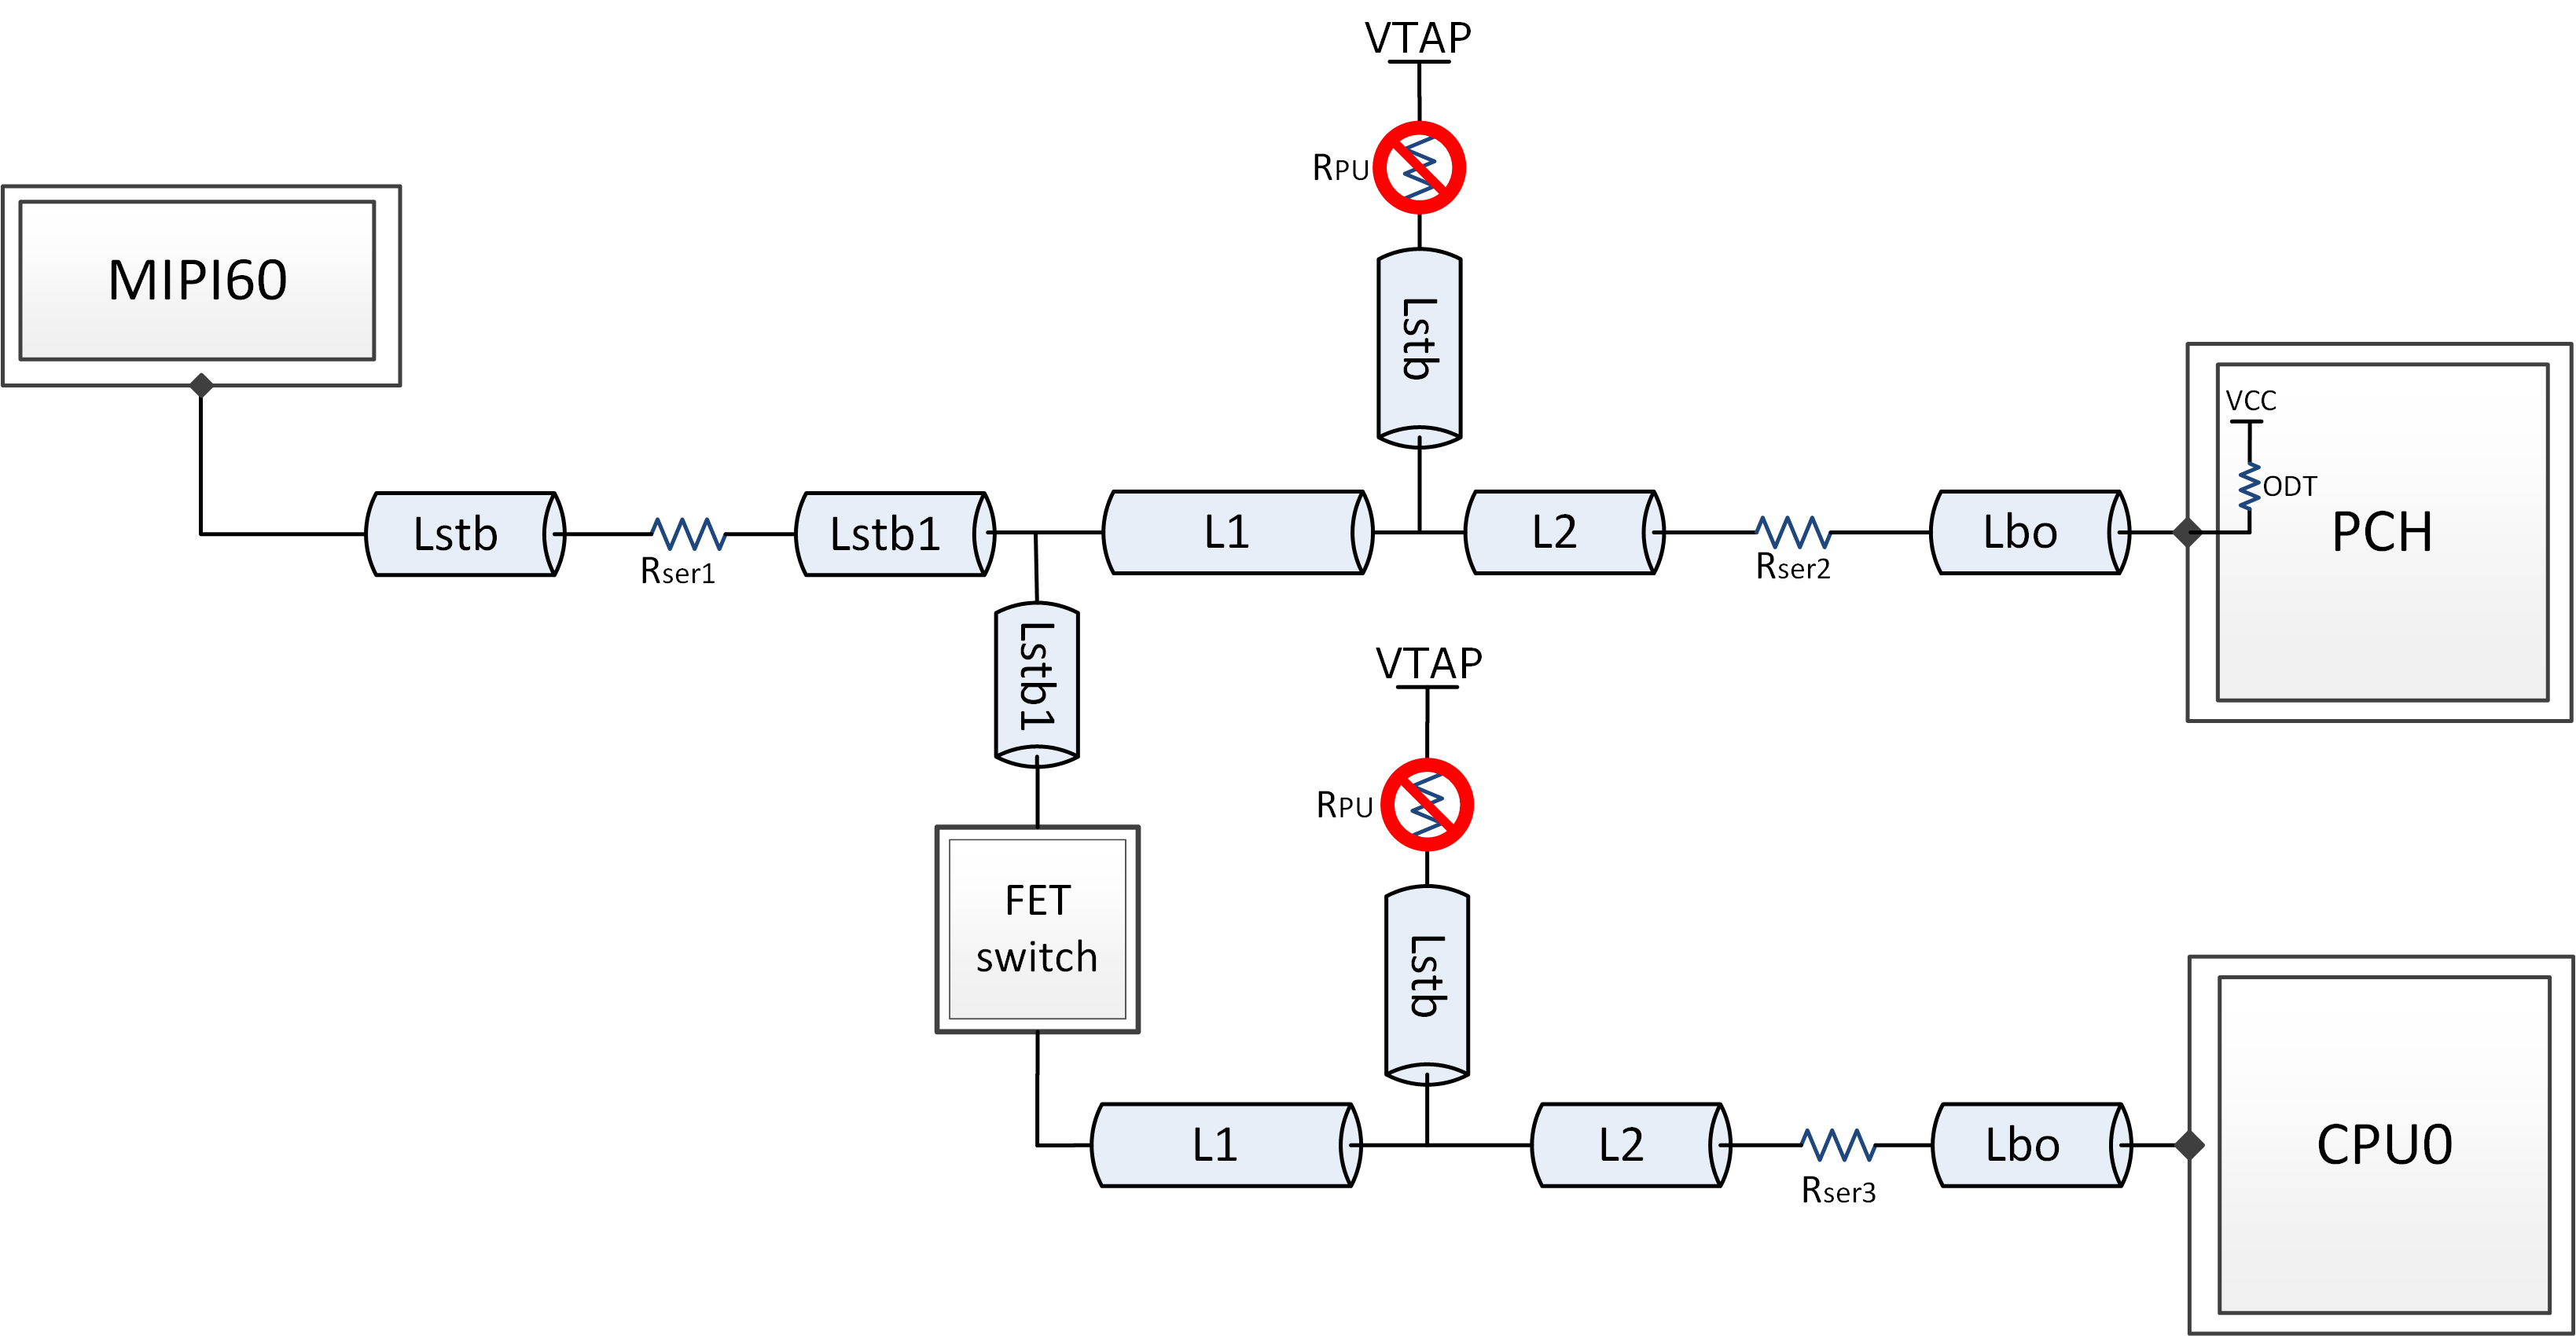 VTAP
RPU
MIPI60
Lstb
VCC
ODT
PCH
Lstb
Rser1
Lstb1
L1
L2
Rser2
Lbo
Lstb1
VTAP
RPU
FET
switch
Lstb
L1
L2
Rser3
Lbo
CPU0